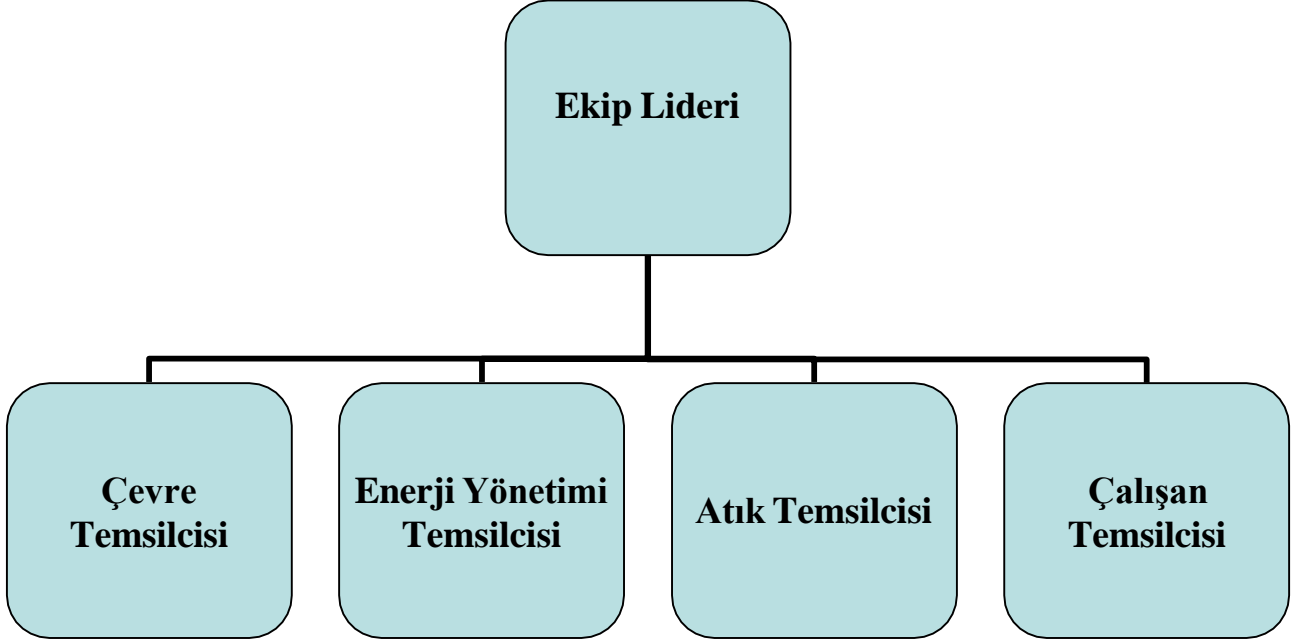 Ekip Lideri
Çevre
Temsilcisi
Enerji Yönetimi
Temsilcisi
Atık Temsilcisi
Çalışan
Temsilcisi